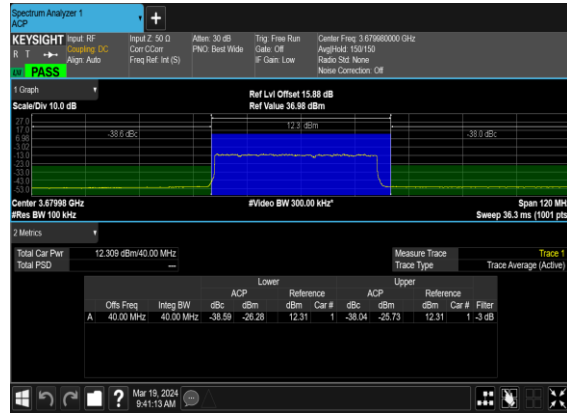 Spectrum Analyzer 1
ACP
+
KEYSIGHT Input: RF Input Z: 50 Ω Atten: 30 dB Trig: Free Run Center Freq: 3.679980000 GHz
R T Coupling: DC Corr CCorr PNO: Best Wide Gate: Off Avg|Hold: 150/150
Align: Auto Freq Ref: Int (S) IF Gain: Low Radio Std: None
Noise Correction: Off
PASS
1 Graph Ref Lvl Offset 15.88 dB
Scale/Div 10.0 dB Ref Value 36.98 dBm
27.0 12.3 dBm
17.0 -38.6 dBc -38.0 dBc
6.98
-3.02
-13.0
-23.0
-33.0
-43.0
-53.0
Center 3.67998 GHz #Video BW 300.00 kHz* Span 120 MH
#Res BW 100 kHz Sweep 36.3 ms (1001 pts
2 Metrics
Total Car Pwr 12.309 dBm/40.00 MHz Measure Trace Trace 1
Total PSD --- Trace Type Trace Average (Active)
Lower Upper
ACP Reference ACP Reference
Offs Freq Integ BW dBc dBm dBm Car # dBc dBm dBm Car # Filter
A 40.00 MHz 40.00 MHz -38.59 -26.28 12.31 1 -38.04 -25.73 12.31 1 -3 dB
? Mar 19, 2024
9:41:13 AM